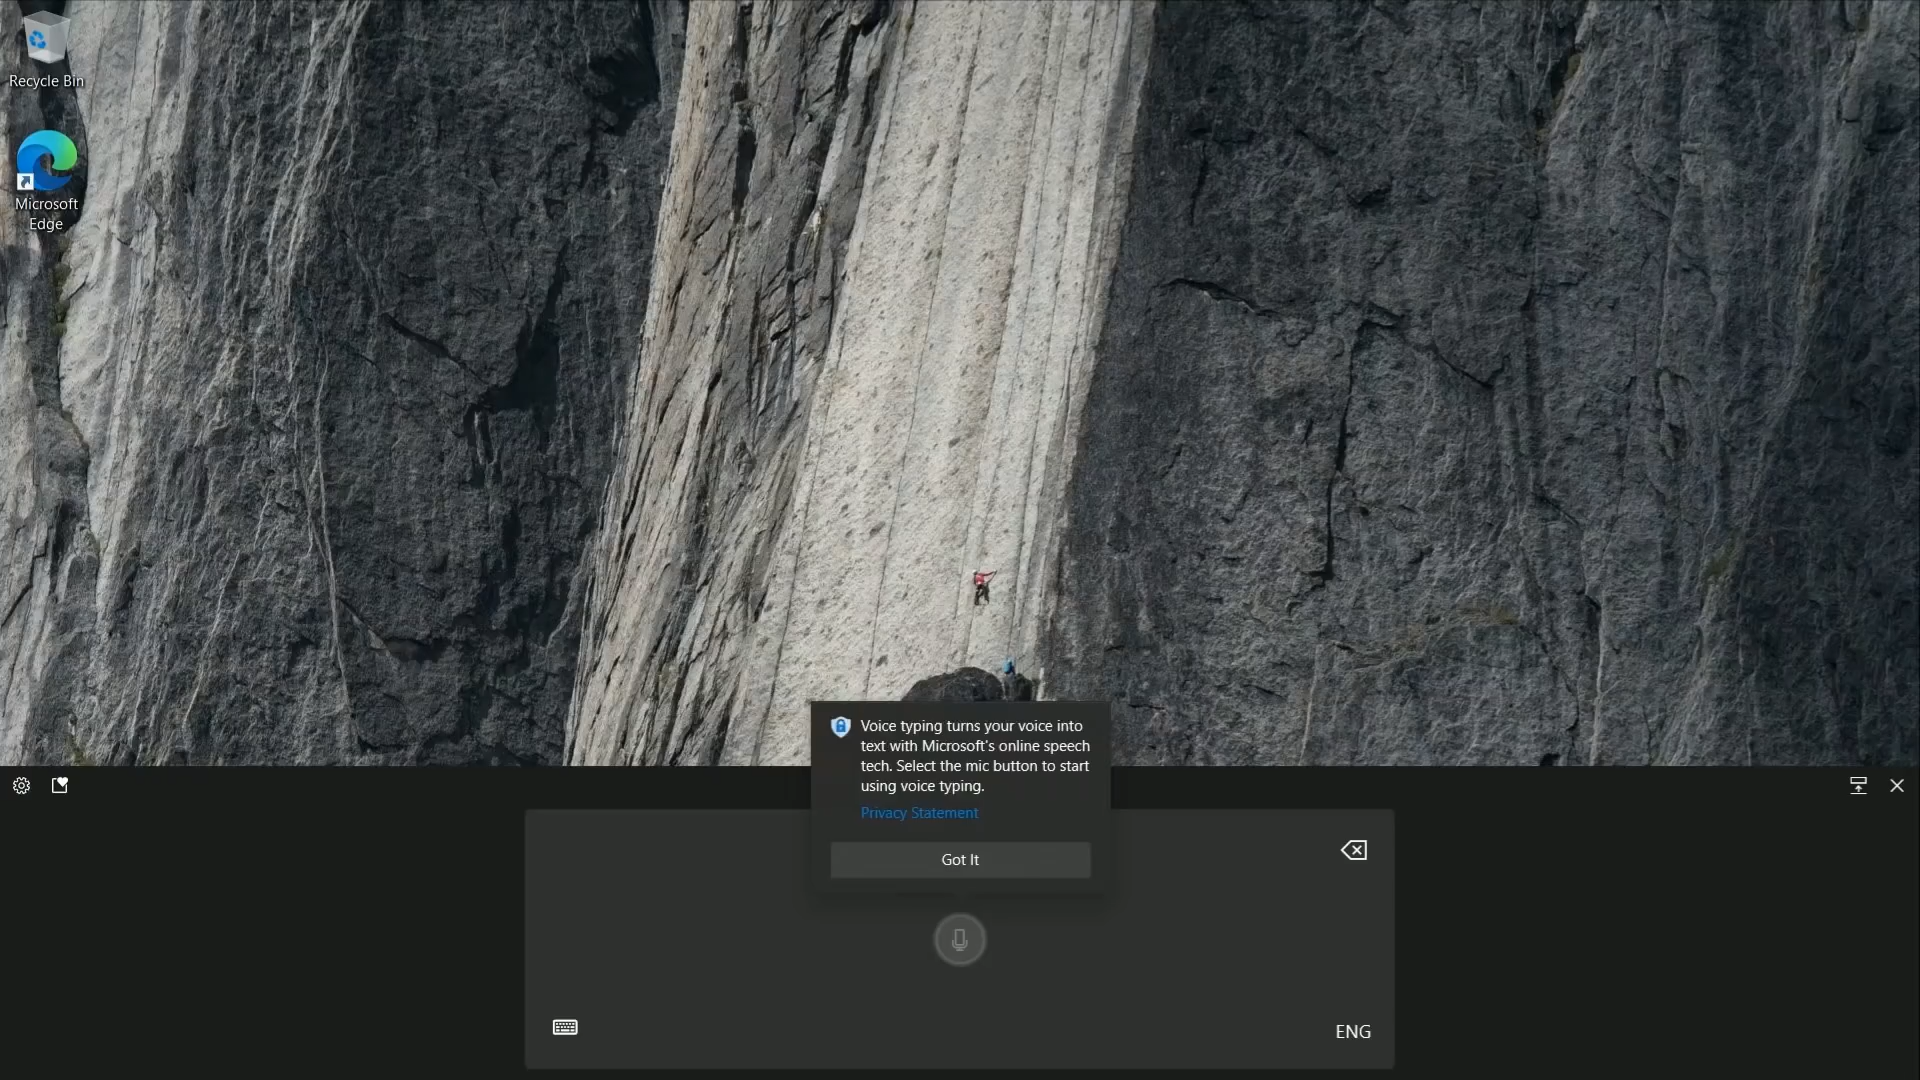 Recycle Bin
Microsoft
Edge
Voice typing turns your voice into
text with Microsoft's online speech
tech. Select the mic button to start
using voice typing.
Privacy Statement
Got It
ENG